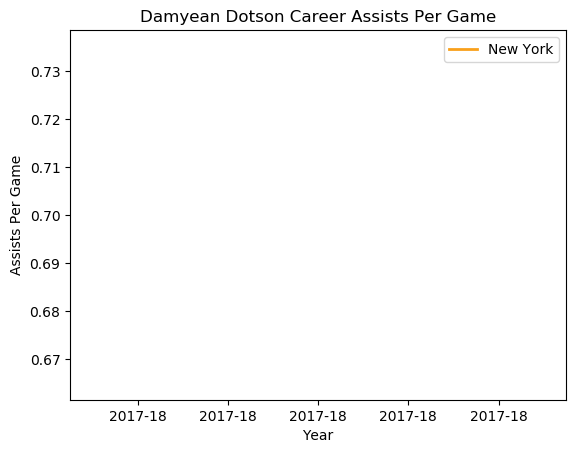 Damyean Dotson Career Assists Per Game
New York
0.73
0.72
0.71
0.70
0.69
0.68
0.67
Assists Per Game
2017-18 2017-18 2017-18 2017-18 2017-18
Year